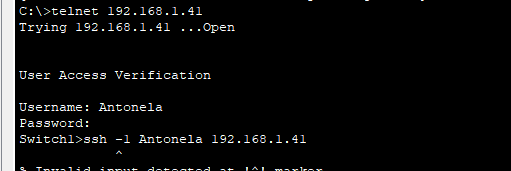 C:\>telnet 192.168.1.41
Trying 192.168.1.41 ...Open
User Access Verification
Username: Antonela
Password:
Switch1>ssh -l Antonela 192.168.1.41
^
% Invalid input detected at '^' marker